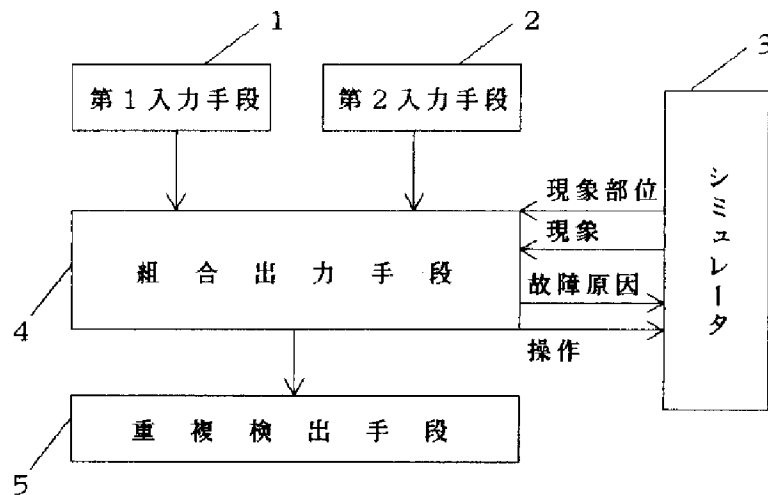 1
2
3
第1入力手段
第2入力手段
シミュレータ
現象部位
現象
組合出力手段
故障原因
4
操作
重複検出手段
5